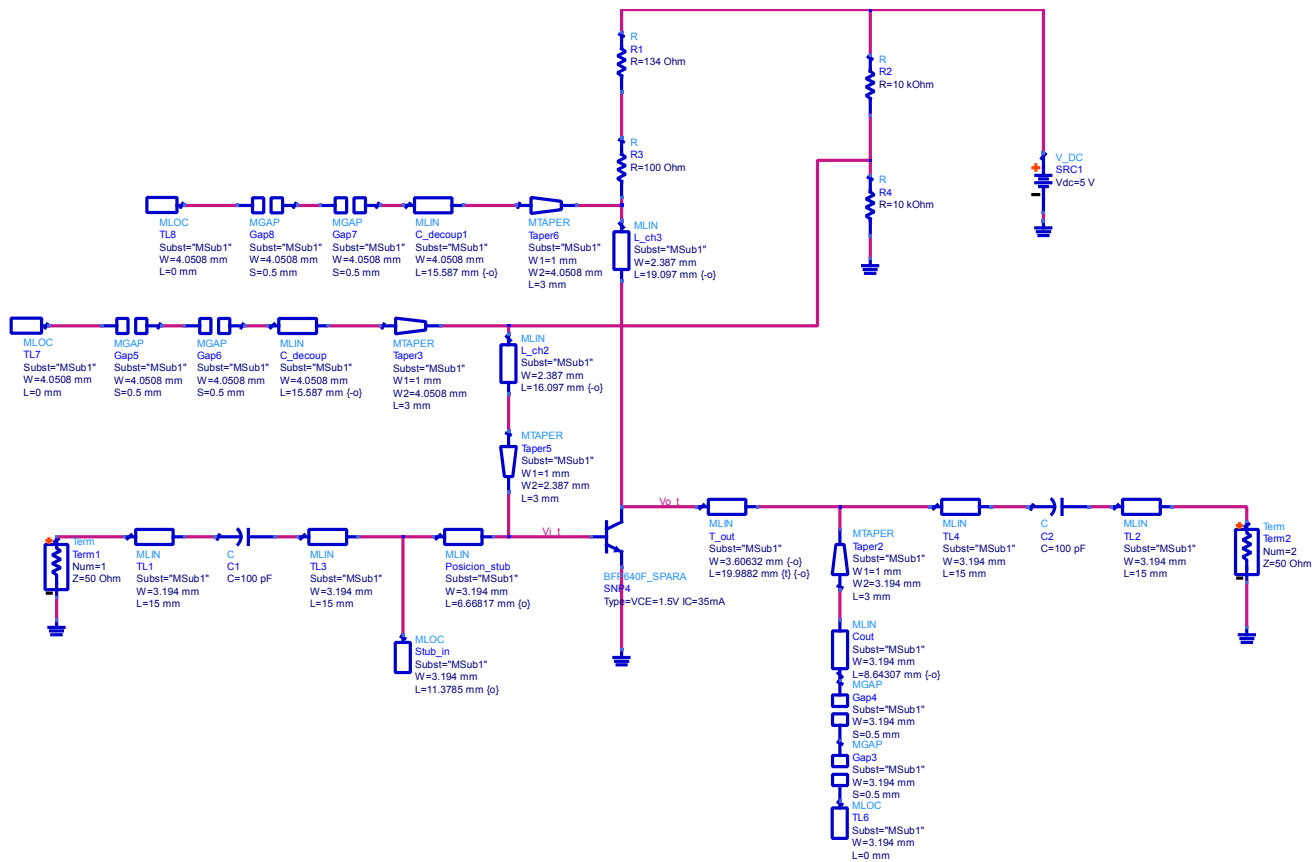 R
R1
R=134 Ohm
R
R2
R=10 kOhm
R
R3
R=100 Ohm
V_DC
SRC1
Vdc=5 V
R
R4
R=10 kOhm
MLOC
TL8
Subst="MSub1"
W=4.0508 mm
L=0 mm
MGAP
Gap8
Subst="MSub1"
W=4.0508 mm
S=0.5 mm
MGAP
Gap7
Subst="MSub1"
W=4.0508 mm
S=0.5 mm
MLIN
C_decoup1
Subst="MSub1"
W=4.0508 mm
L=15.587 mm {-o}
MTAPER
Taper6
Subst="MSub1"
W1=1 mm
W2=4.0508 mm
L=3 mm
MLIN
L_ch3
Subst="MSub1"
W=2.387 mm
L=19.097 mm {-o}
MLOC
TL7
Subst="MSub1"
W=4.0508 mm
L=0 mm
MGAP
Gap5
Subst="MSub1"
W=4.0508 mm
S=0.5 mm
MGAP
Gap6
Subst="MSub1"
W=4.0508 mm
S=0.5 mm
MLIN
C_decoup
Subst="MSub1"
W=4.0508 mm
L=15.587 mm {-o}
MTAPER
Taper3
Subst="MSub1"
W1=1 mm
W2=4.0508 mm
L=3 mm
MLIN
L_ch2
Subst="MSub1"
W=2.387 mm
L=16.097 mm {-o}
MTAPER
Taper5
Subst="MSub1"
W1=1 mm
W2=2.387 mm
L=3 mm
Term
Term1
Num=1
Z=50 Ohm
MLIN
TL1
Subst="MSub1"
W=3.194 mm
L=15 mm
C
C1
C=100 pF
MLIN
TL3
Subst="MSub1"
W=3.194 mm
L=15 mm
MLIN
Posicion_stub
Subst="MSub1"
W=3.194 mm
L=6.66817 mm {o}
Vi_t
MLOC
Stub_in
Subst="MSub1"
W=3.194 mm
L=11.3785 mm {o}
BFP640F_SPARA
SNP4
Type=VCE=1.5V IC=35mA
Vo_t
MLIN
T_out
Subst="MSub1"
W=3.60632 mm
L=19.9882 mm {t} {-o}
MTAPER
Taper2
Subst="MSub1"
W1=1 mm
W2=3.194 mm
L=3 mm
MLIN
TL4
Subst="MSub1"
W=3.194 mm
L=15 mm
C
C2
C=100 pF
MLIN
TL2
Subst="MSub1"
W=3.194 mm
L=15 mm
Term
Term2
Num=2
Z=50 Ohm
MLIN
Cout
Subst="MSub1"
W=3.194 mm
L=8.64307 mm {-o}
MGAP
Gap4
Subst="MSub1"
W=3.194 mm
S=0.5 mm
MGAP
Gap3
Subst="MSub1"
W=3.194 mm
S=0.5 mm
MLOC
TL6
Subst="MSub1"
W=3.194 mm
L=0 mm